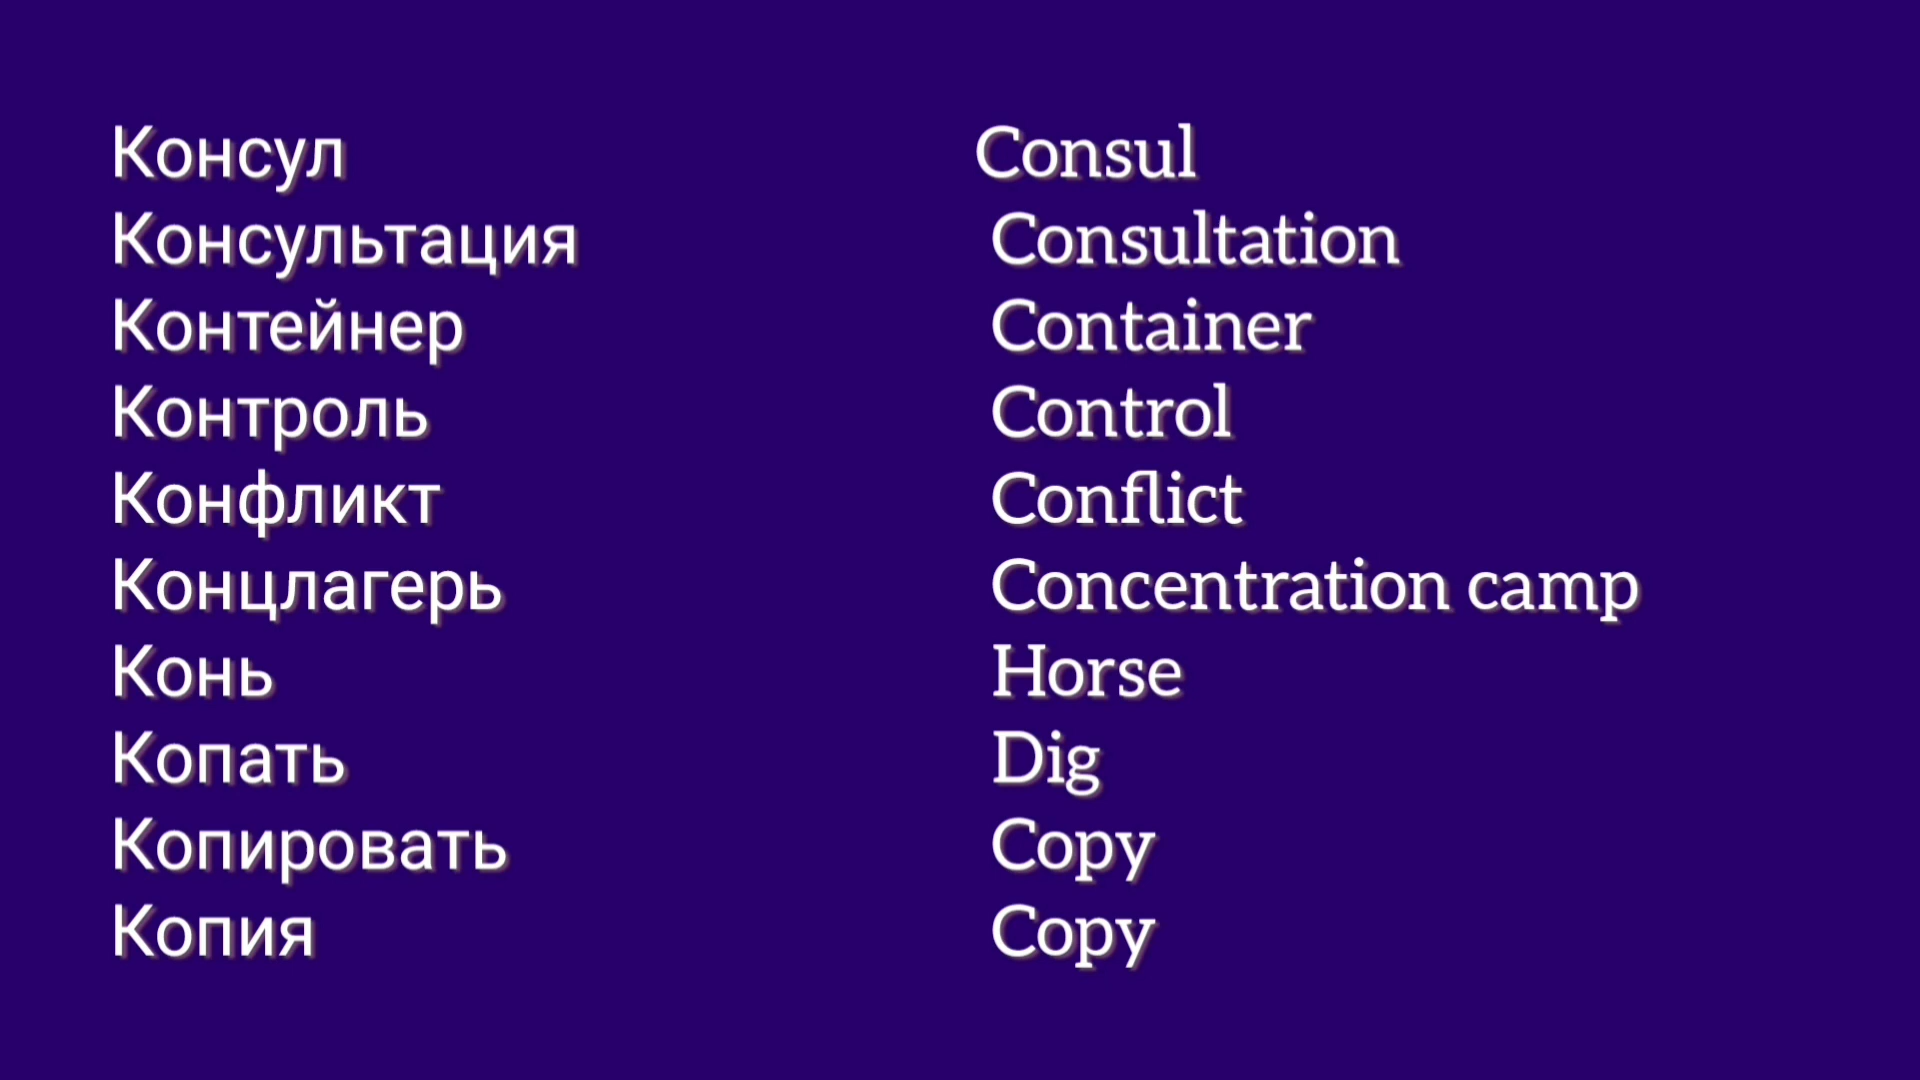 Консул Consul
Консультация Consultation
Контейнер Container
Контроль Control
Конфликт Conflict
Концлагерь Concentration camp
Конь Horse
Копать Dig
Копировать Copy
Копия Copy